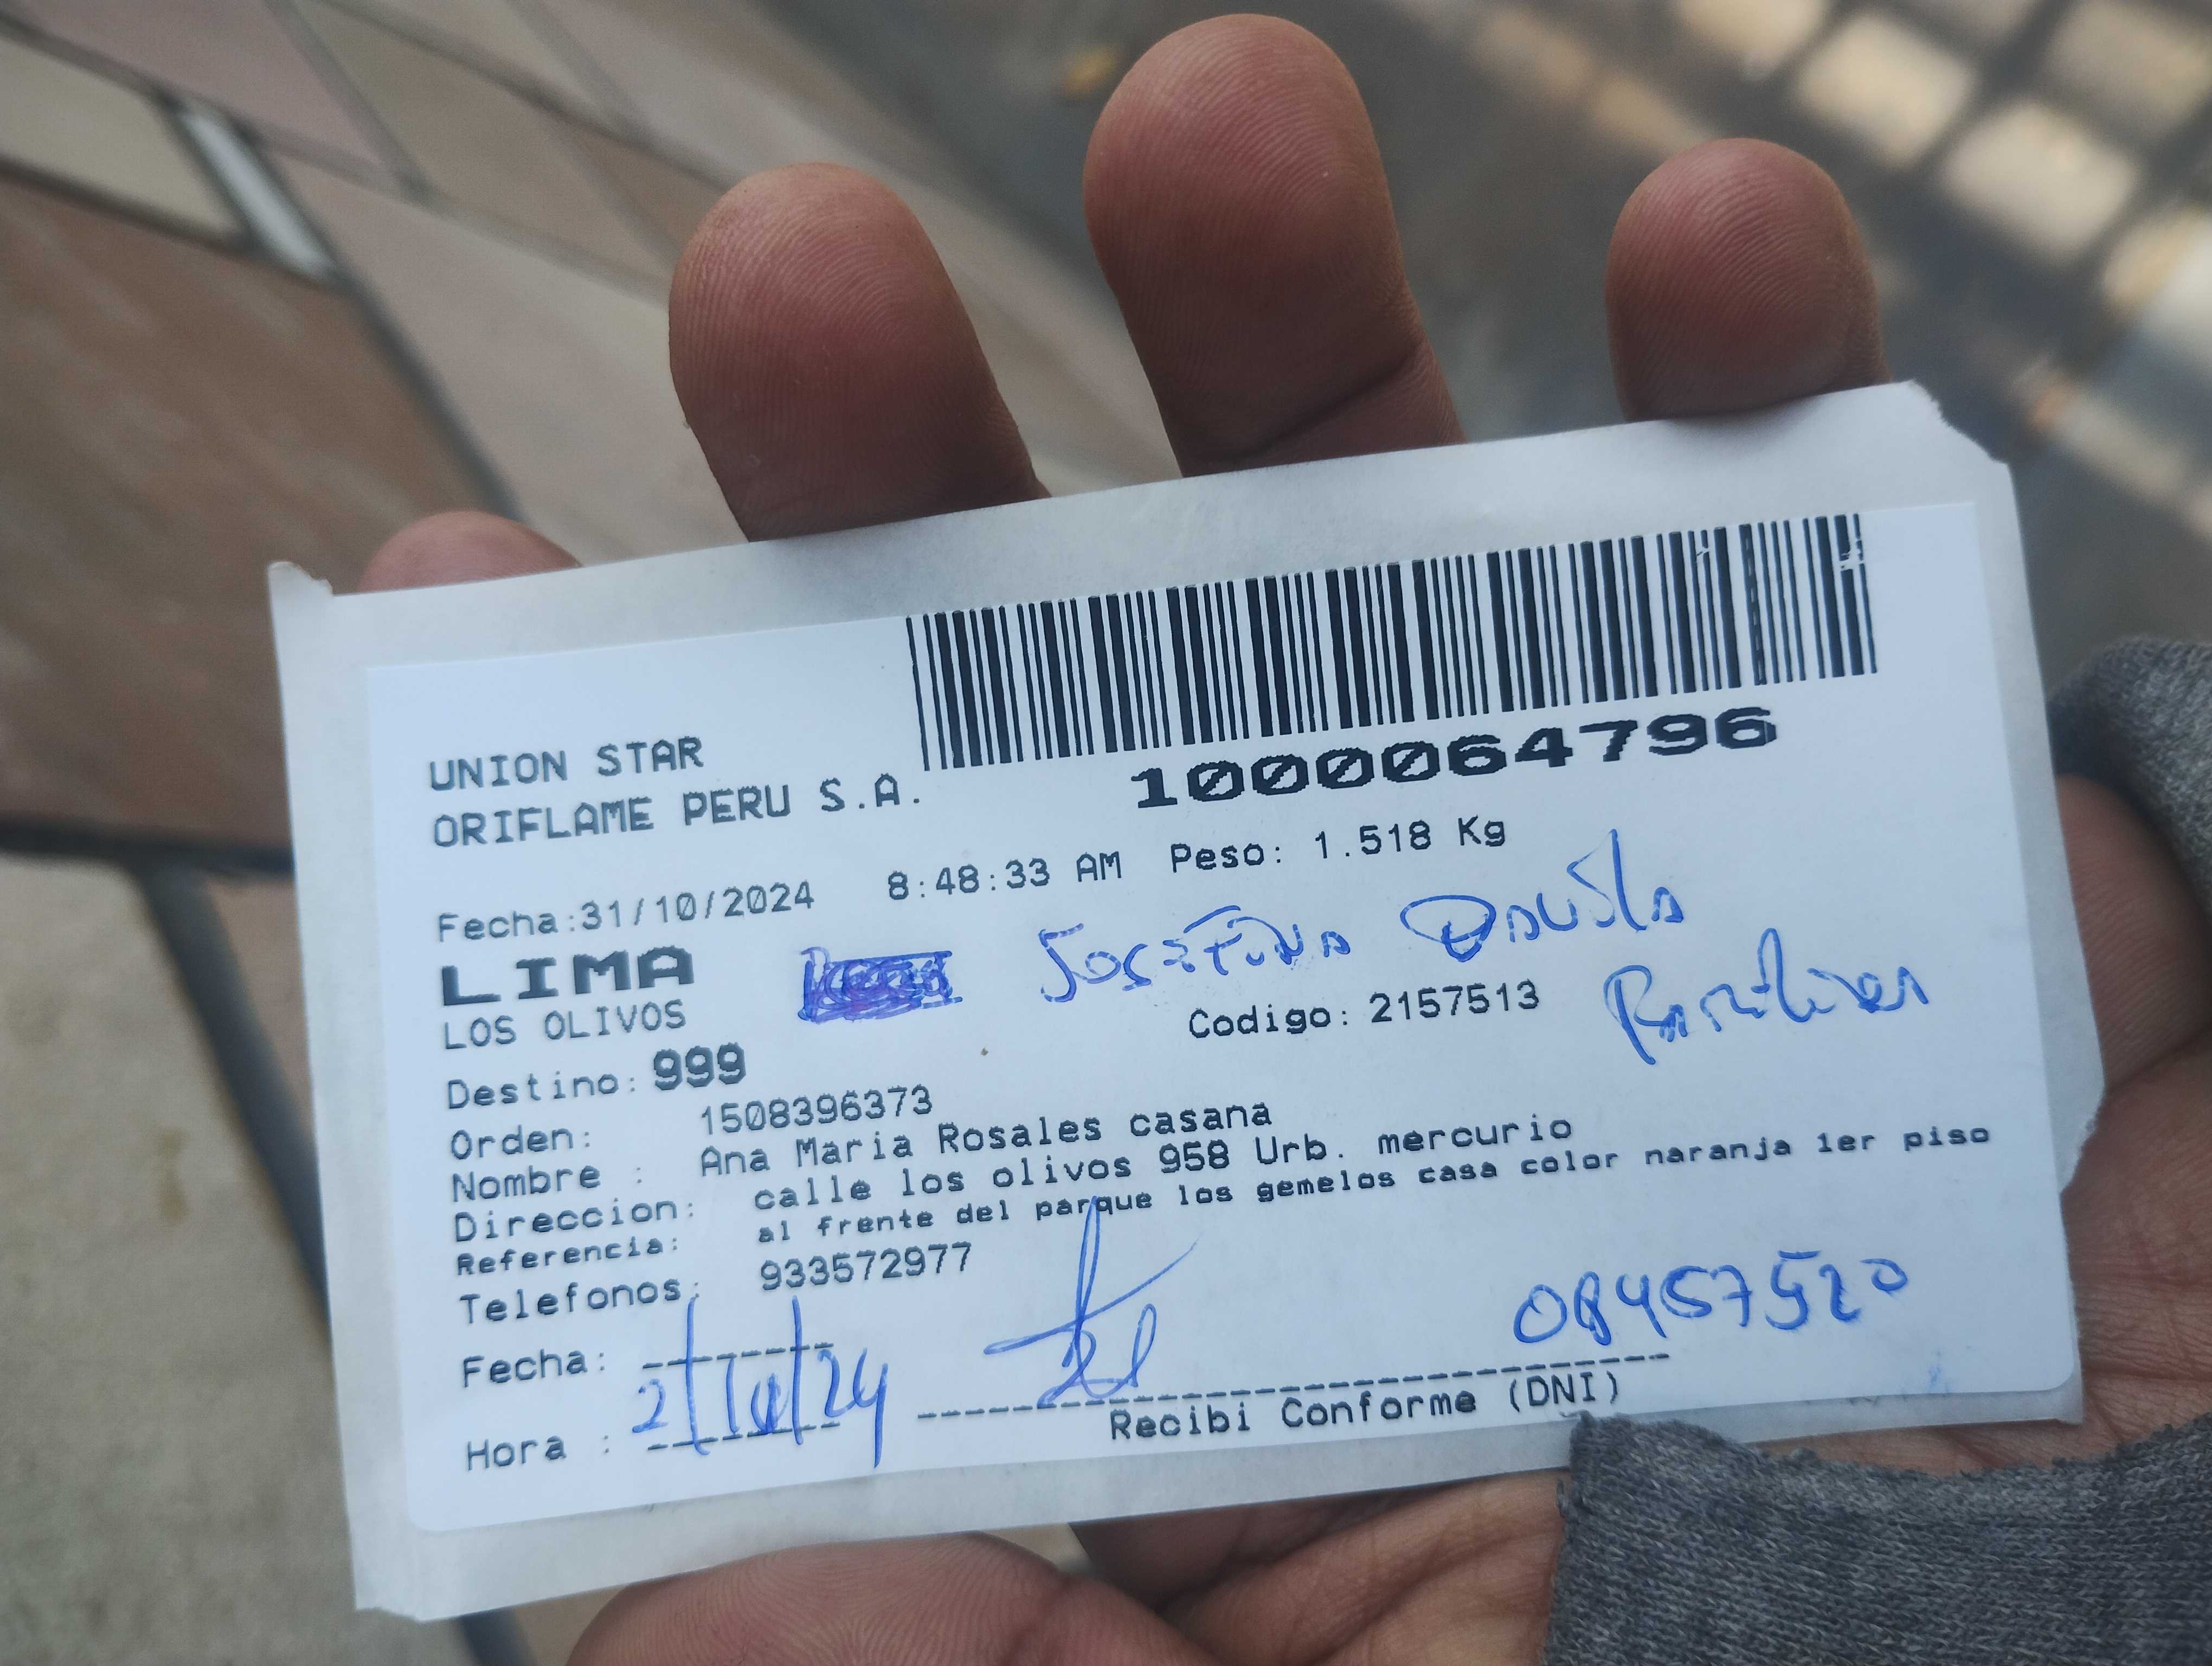 1000064796
UNION STAR
ORIFLAME PERU S.A.
Fecha:31/10/2024 8:48:33 AM Peso: 1.518 Kg
LIMA
Josefina Davila
LOS OLIVOS
Codigo: 2157513
Destino: 999
Orden: 1508396373
Nombre : Ana Maria Rosales casana
Direccion: calle los olivos 958 Urb. mercurio
Referencia: al frente del parque los gemelos casa color naranja 1er piso
Telefonos: 933572977
Fecha:
08457520
Hora :
Recibi Conforme (DNI)